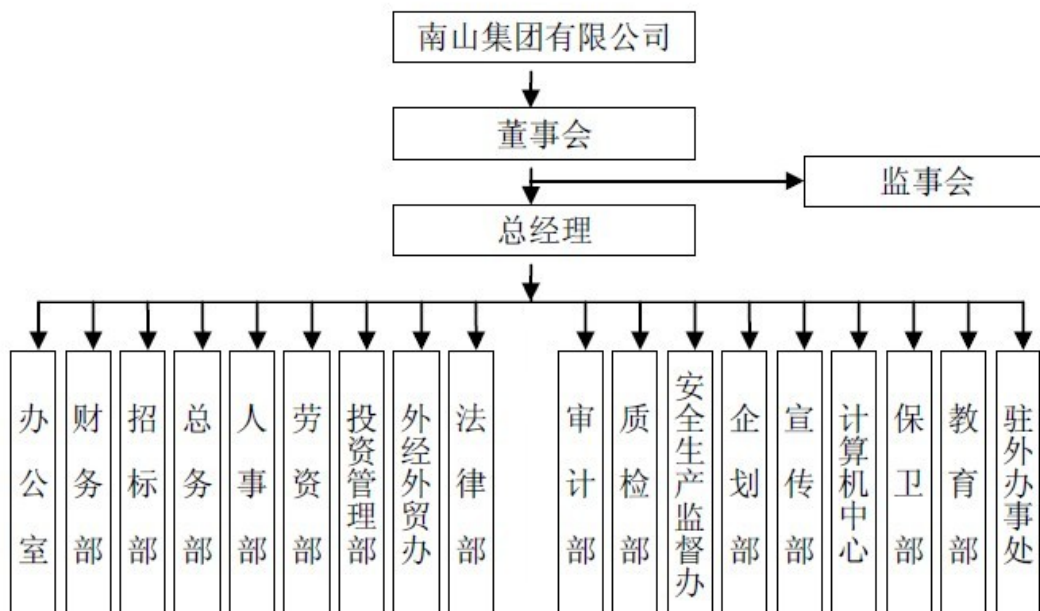 南山集团有限公司
董事会
监事会
总经理
办公室
财务部
招标部
总务部
人事部
劳资部
投资管理部
外经外贸办
法律部
审计部
质检部
安全生产监督办
企划部
宣传部
计算机中心
保卫部
教育部
驻外办事处